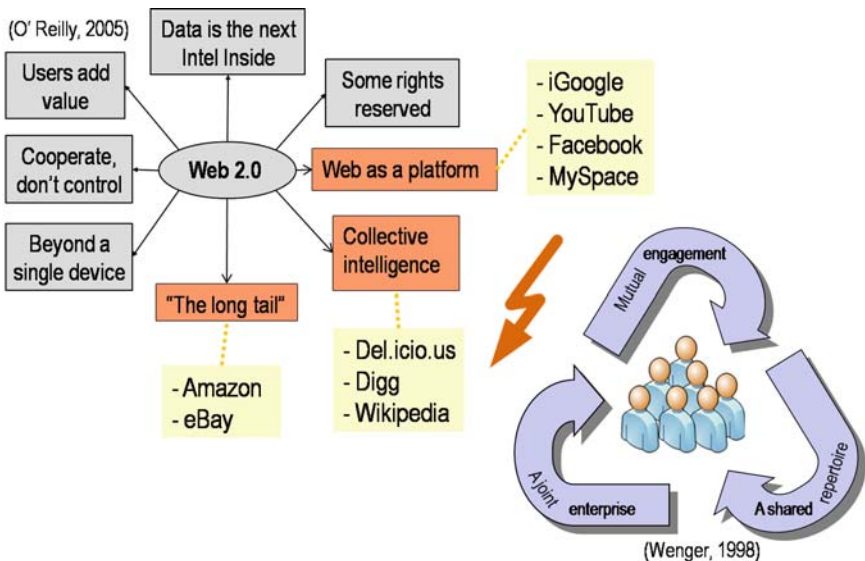 (O' Reilly, 2005)
Data is the next
Intel Inside
Users add
value
Some rights
reserved
- iGoogle
- YouTube
- Facebook
- MySpace
Cooperate,
don't control
Web 2.0
Web as a platform
Beyond a
single device
Collective
intelligence
"The long tail"
- Amazon
- eBay
- Del.icio.us
- Digg
- Wikipedia
Mutual engagement
A joint enterprise
A shared repertoire
(Wenger, 1998)